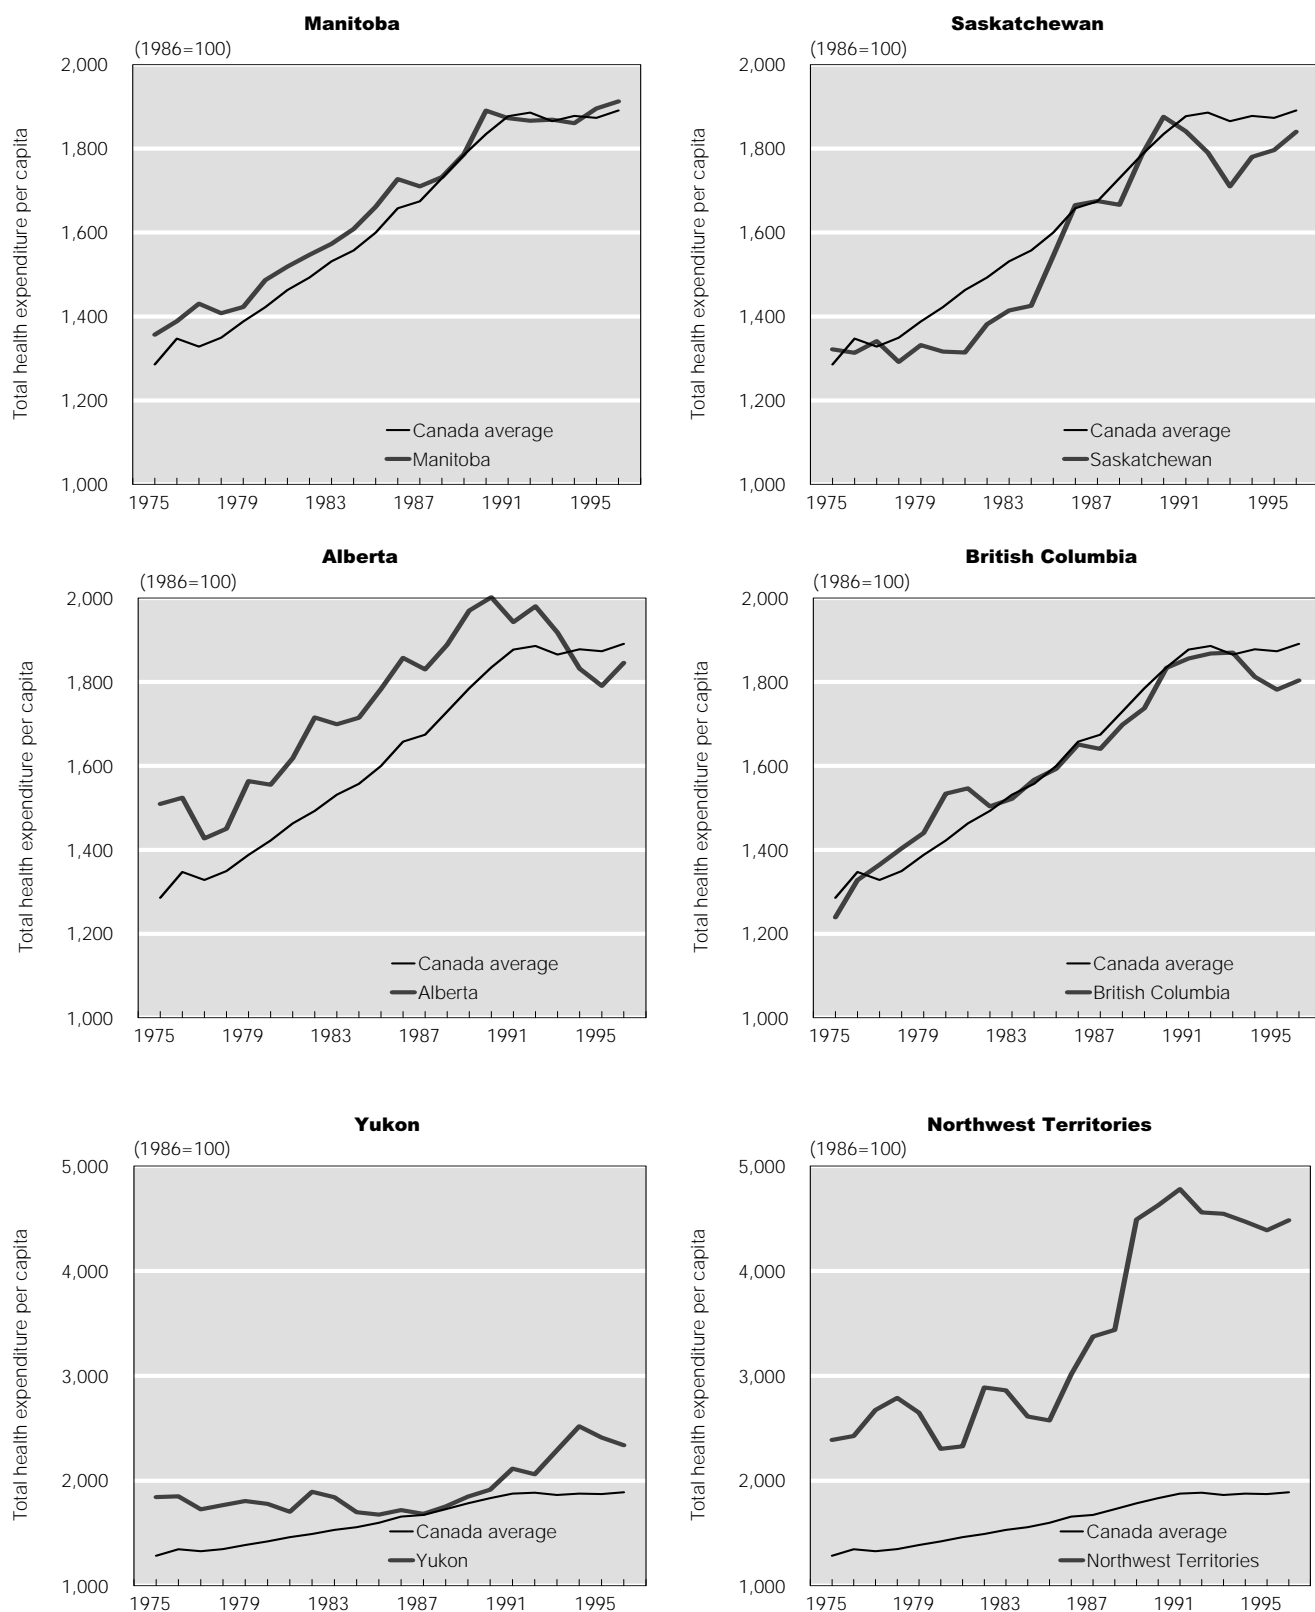 Manitoba
(1986=100)
Total health expenditure per capita
2,000
1,800
1,600
1,400
1,200
1,000
Canada average
Manitoba
1975 1979 1983 1987 1991 1995
Saskatchewan
(1986=100)
Total health expenditure per capita
2,000
1,800
1,600
1,400
1,200
1,000
Canada average
Saskatchewan
1975 1979 1983 1987 1991 1995
Alberta
(1986=100)
Total health expenditure per capita
2,000
1,800
1,600
1,400
1,200
1,000
Canada average
Alberta
1975 1979 1983 1987 1991 1995
British Columbia
(1986=100)
Total health expenditure per capita
2,000
1,800
1,600
1,400
1,200
1,000
Canada average
British Columbia
1975 1979 1983 1987 1991 1995
Yukon
(1986=100)
Total health expenditure per capita
5,000
4,000
3,000
2,000
1,000
Canada average
Yukon
1975 1979 1983 1987 1991 1995
Northwest Territories
(1986=100)
Total health expenditure per capita
5,000
4,000
3,000
2,000
1,000
Canada average
Northwest Territories
1975 1979 1983 1987 1991 1995